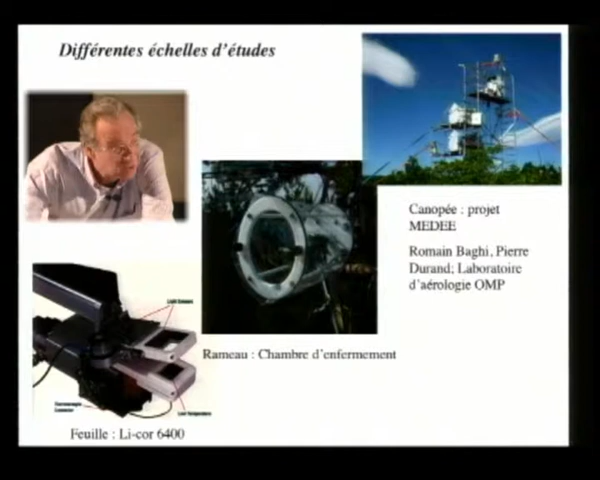 Différentes échelles d'études
Canopée : projet
MEDEE
Romain Baghi, Pierre
Durand; Laboratoire
d'aérologie OMP
Rameau : Chambre d'enfermement
Feuille : Li-cor 6400